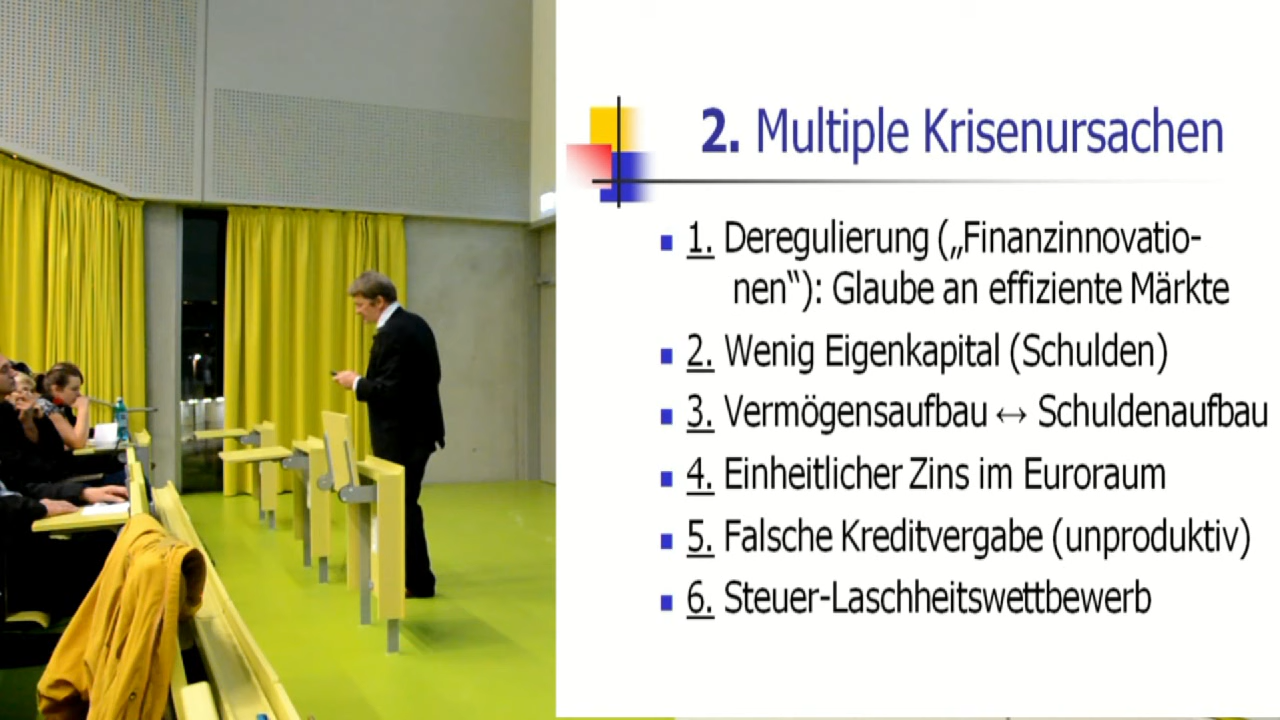 2. Multiple Krisenursachen
1. Deregulierung („Finanzinnovatio-
nen“): Glaube an effiziente Märkte
2. Wenig Eigenkapital (Schulden)
3. Vermögensaufbau ↔ Schuldenaufbau
4. Einheitlicher Zins im Euroraum
5. Falsche Kreditvergabe (unproduktiv)
6. Steuer-Laschheitswettbewerb